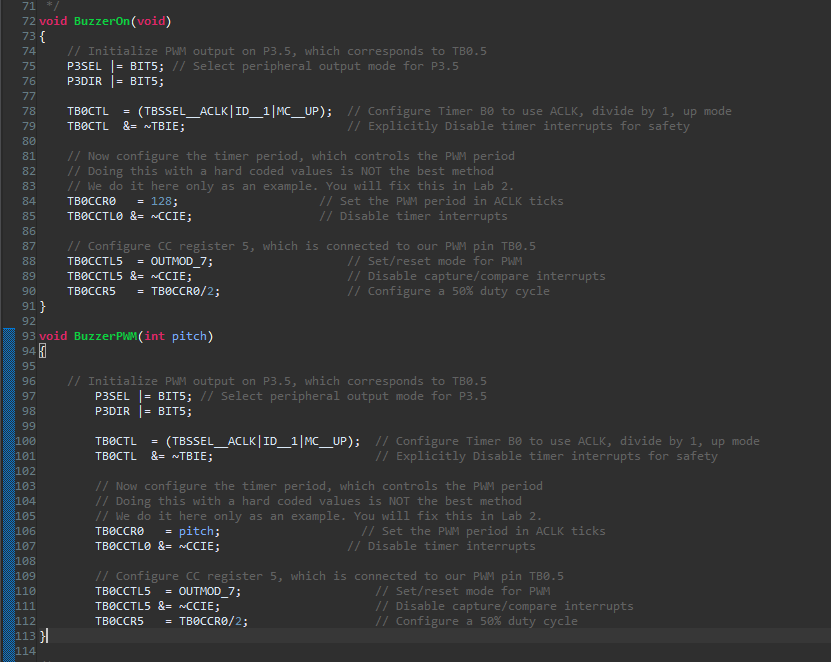 71 */
72 void BuzzerOn(void)
73 {
74 // Initialize PWM output on P3.5, which corresponds to TB0.5
75 P3SEL |= BIT5; // Select peripheral output mode for P3.5
76 P3DIR |= BIT5;
77
78 TB0CTL = (TBSSEL__ACLK|ID__1|MC__UP); // Configure Timer B0 to use ACLK, divide by 1, up mode
79 TB0CTL &= ~TBIE; // Explicitly Disable timer interrupts for safety
80
81 // Now configure the timer period, which controls the PWM period
82 // Doing this with a hard coded values is NOT the best method
83 // We do it here only as an example. You will fix this in Lab 2.
84 TB0CCR0 = 128; // Set the PWM period in ACLK ticks
85 TB0CCTL0 &= ~CCIE; // Disable timer interrupts
86
87 // Configure CC register 5, which is connected to our PWM pin TB0.5
88 TB0CCTL5 = OUTMOD_7; // Set/reset mode for PWM
89 TB0CCTL5 &= ~CCIE; // Disable capture/compare interrupts
90 TB0CCR5 = TB0CCR0/2; // Configure a 50% duty cycle
91 }
92
93 void BuzzerPWM(int pitch)
94 {
95
96 // Initialize PWM output on P3.5, which corresponds to TB0.5
97 P3SEL |= BIT5; // Select peripheral output mode for P3.5
98 P3DIR |= BIT5;
99
100 TB0CTL = (TBSSEL__ACLK|ID__1|MC__UP); // Configure Timer B0 to use ACLK, divide by 1, up mode
101 TB0CTL &= ~TBIE; // Explicitly Disable timer interrupts for safety
102
103 // Now configure the timer period, which controls the PWM period
104 // Doing this with a hard coded values is NOT the best method
105 // We do it here only as an example. You will fix this in Lab 2.
106 TB0CCR0 = pitch; // Set the PWM period in ACLK ticks
107 TB0CCTL0 &= ~CCIE; // Disable timer interrupts
108
109 // Configure CC register 5, which is connected to our PWM pin TB0.5
110 TB0CCTL5 = OUTMOD_7; // Set/reset mode for PWM
111 TB0CCTL5 &= ~CCIE; // Disable capture/compare interrupts
112 TB0CCR5 = TB0CCR0/2; // Configure a 50% duty cycle
113 }
114